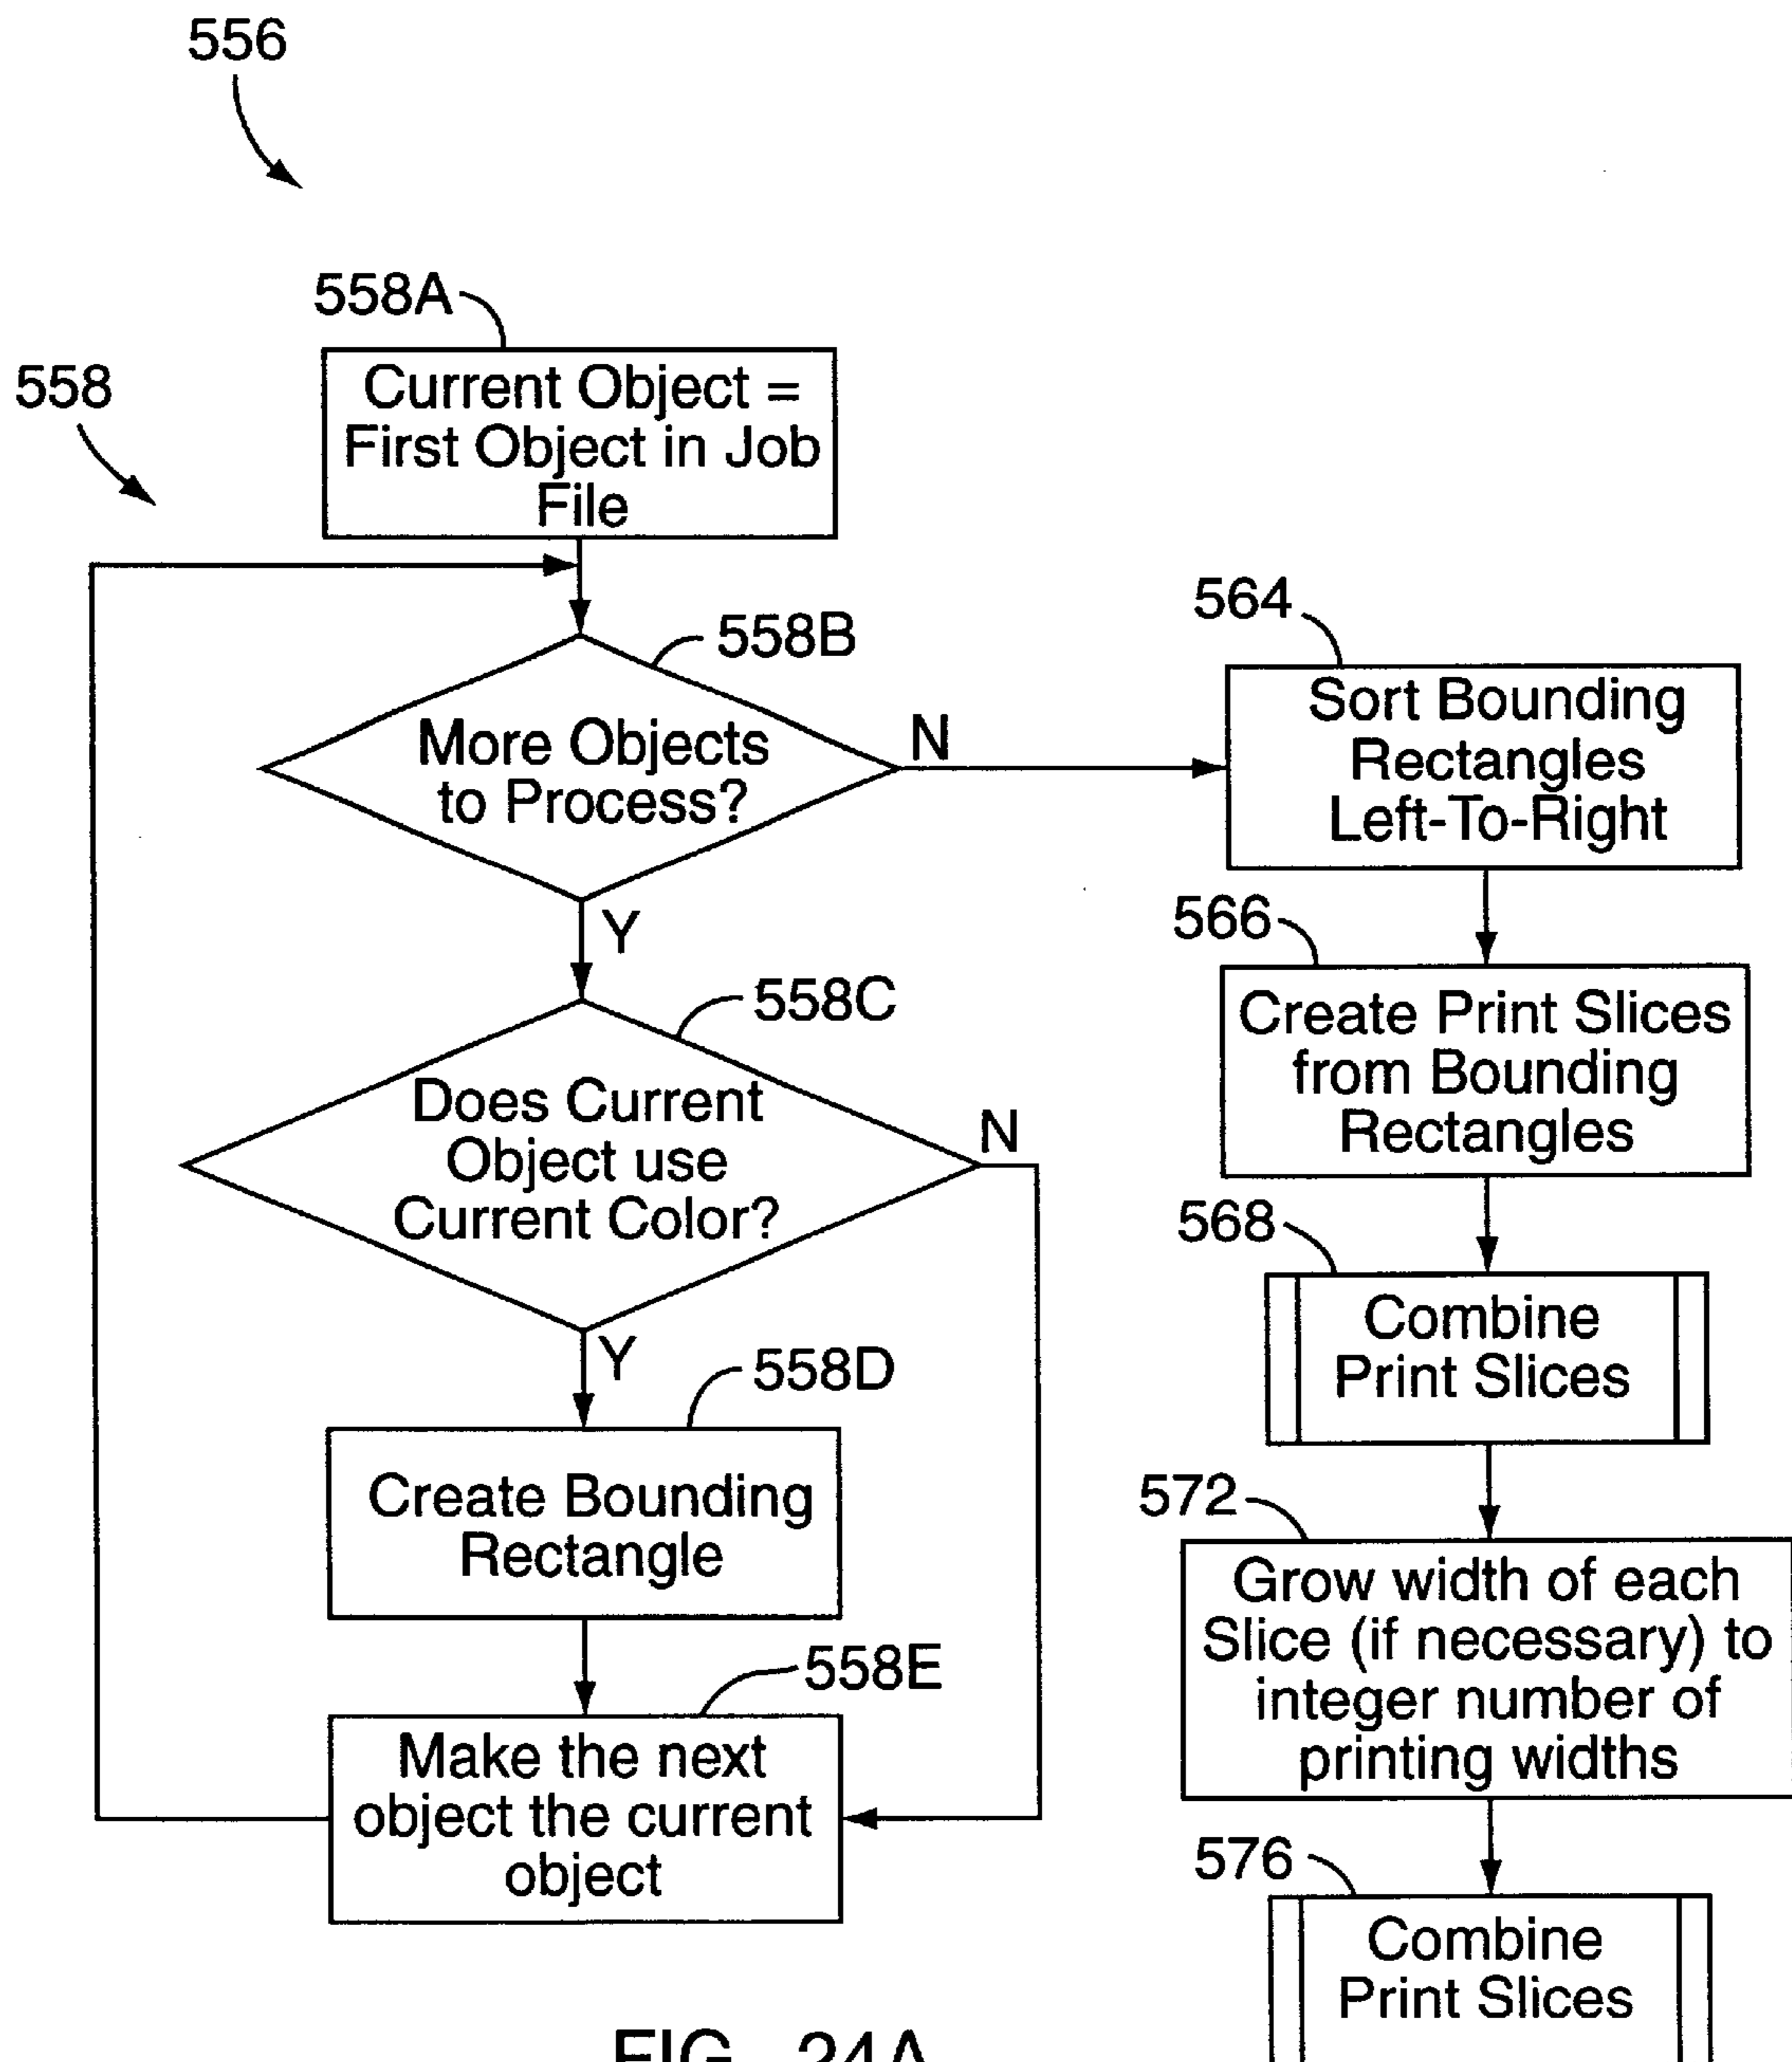 556
558A
558
Current Object =
First Object in Job
File
558B
More Objects
to Process?
N
Y
558C
Does Current
Object use
Current Color?
N
Y
558D
Create Bounding
Rectangle
558E
Make the next
object the current
object
564
Sort Bounding
Rectangles
Left-To-Right
566
Create Print Slices
from Bounding
Rectangles
568
Combine
Print Slices
572
Grow width of each
Slice (if necessary) to
integer number of
printing widths
576
Combine
Print Slices
FIG. 24A